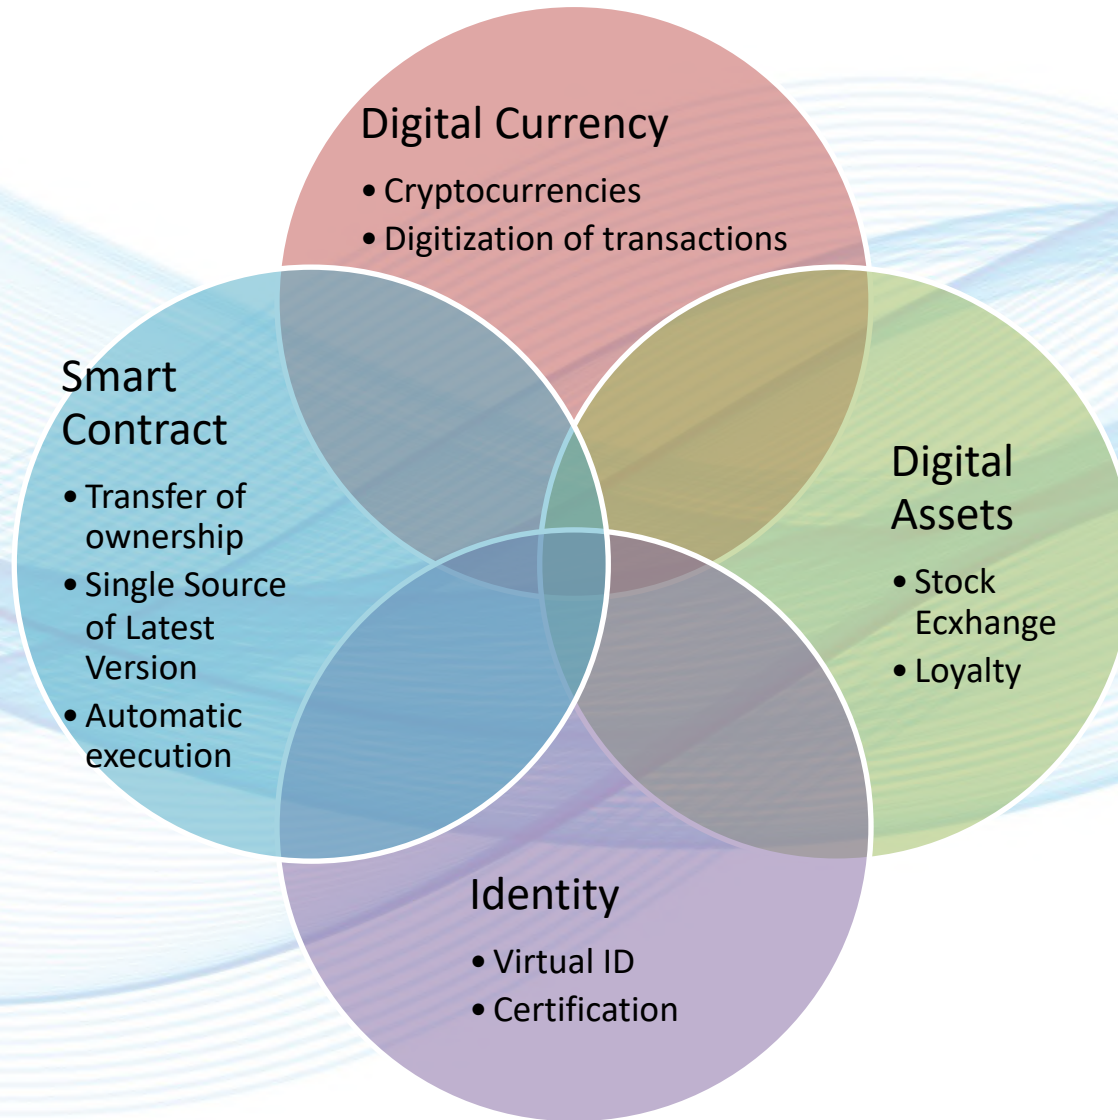 Digital Currency
• Cryptocurrencies
• Digitization of transactions
Smart
Contract
• Transfer of
ownership
• Single Source
of Latest
Version
• Automatic
execution
Digital
Assets
• Stock
Ecxhange
• Loyalty
Identity
• Virtual ID
• Certification